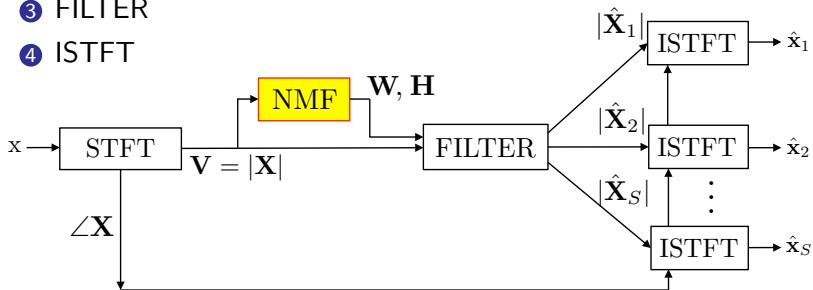 3 FILTER
4 ISTFT
|X̂₁| ISTFT x̂₁
W, H
NMF
|X̂₂|
x STFT FILTER ISTFT x̂₂
V = |X|
|X̂_S| ⋮
∠X
ISTFT x̂_S